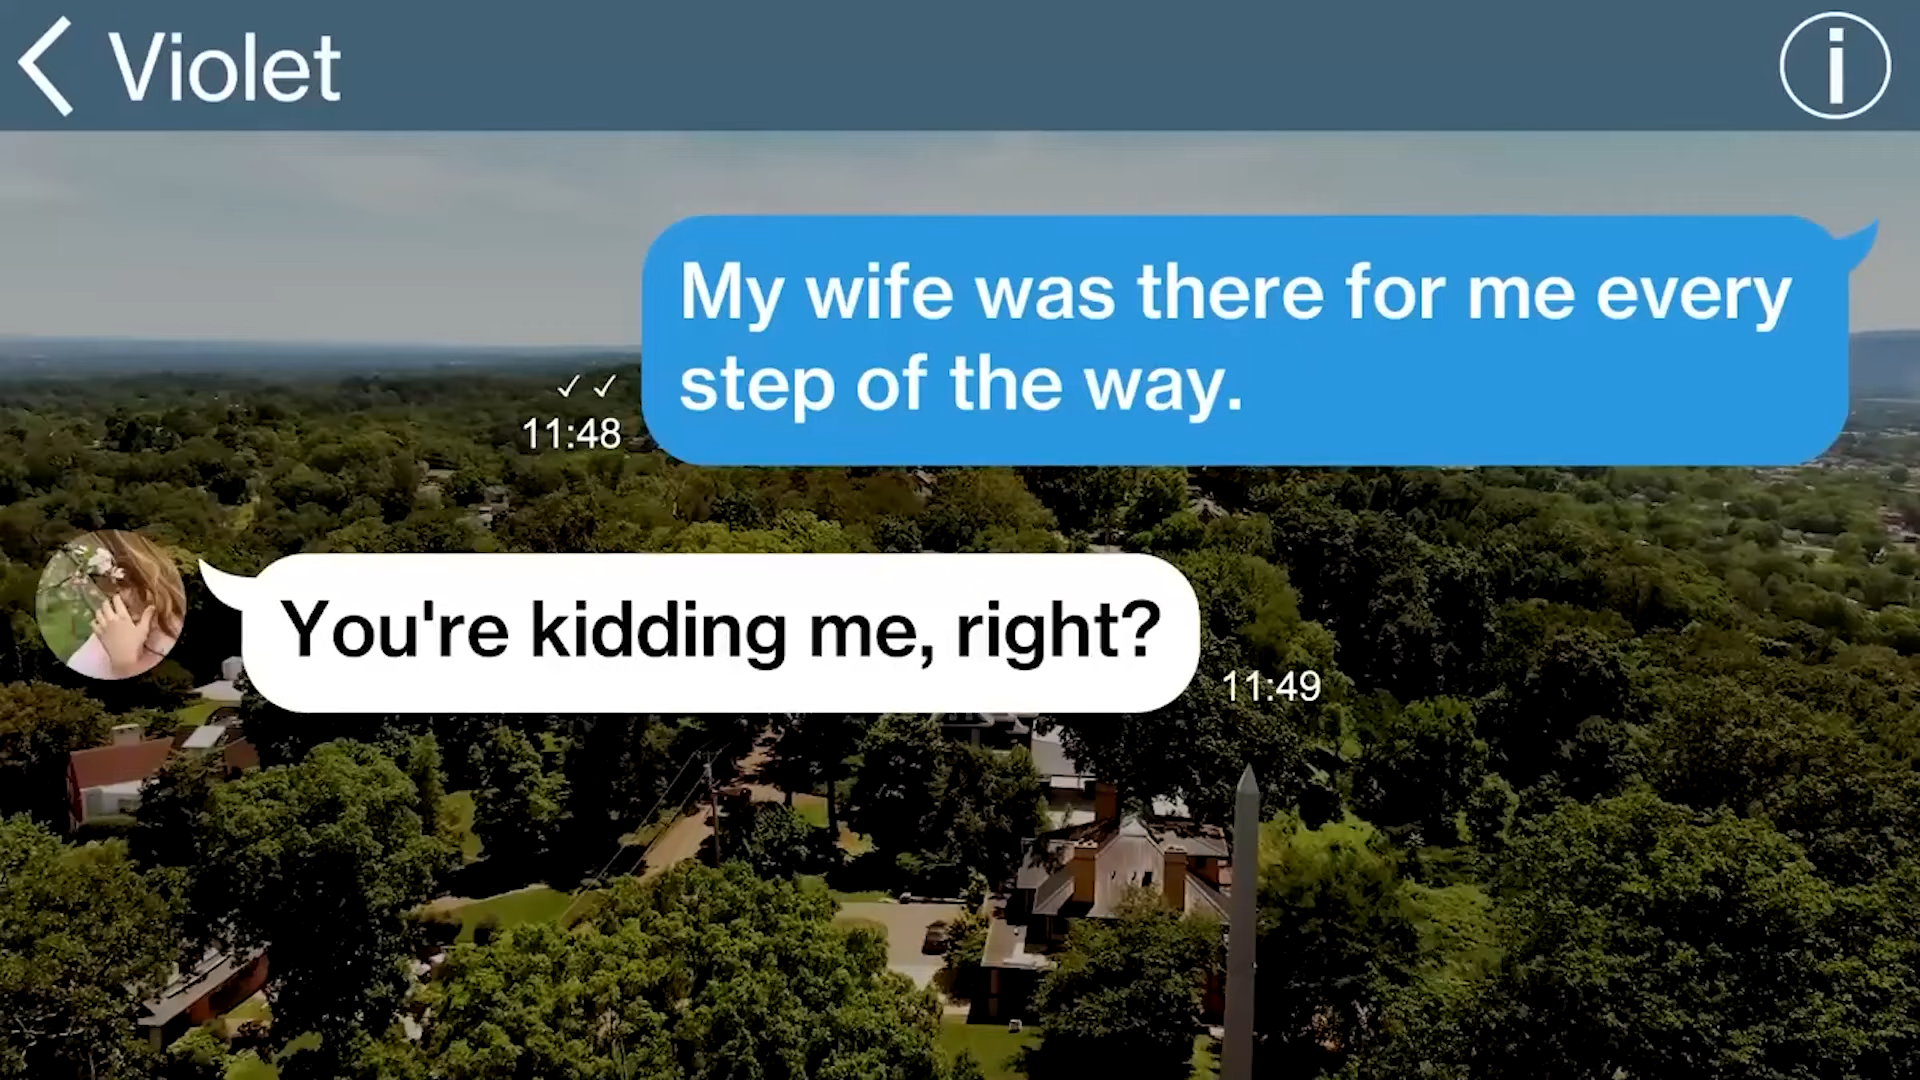 Violet
My wife was there for me every
step of the way.
✓✓
11:48
You're kidding me, right?
11:49